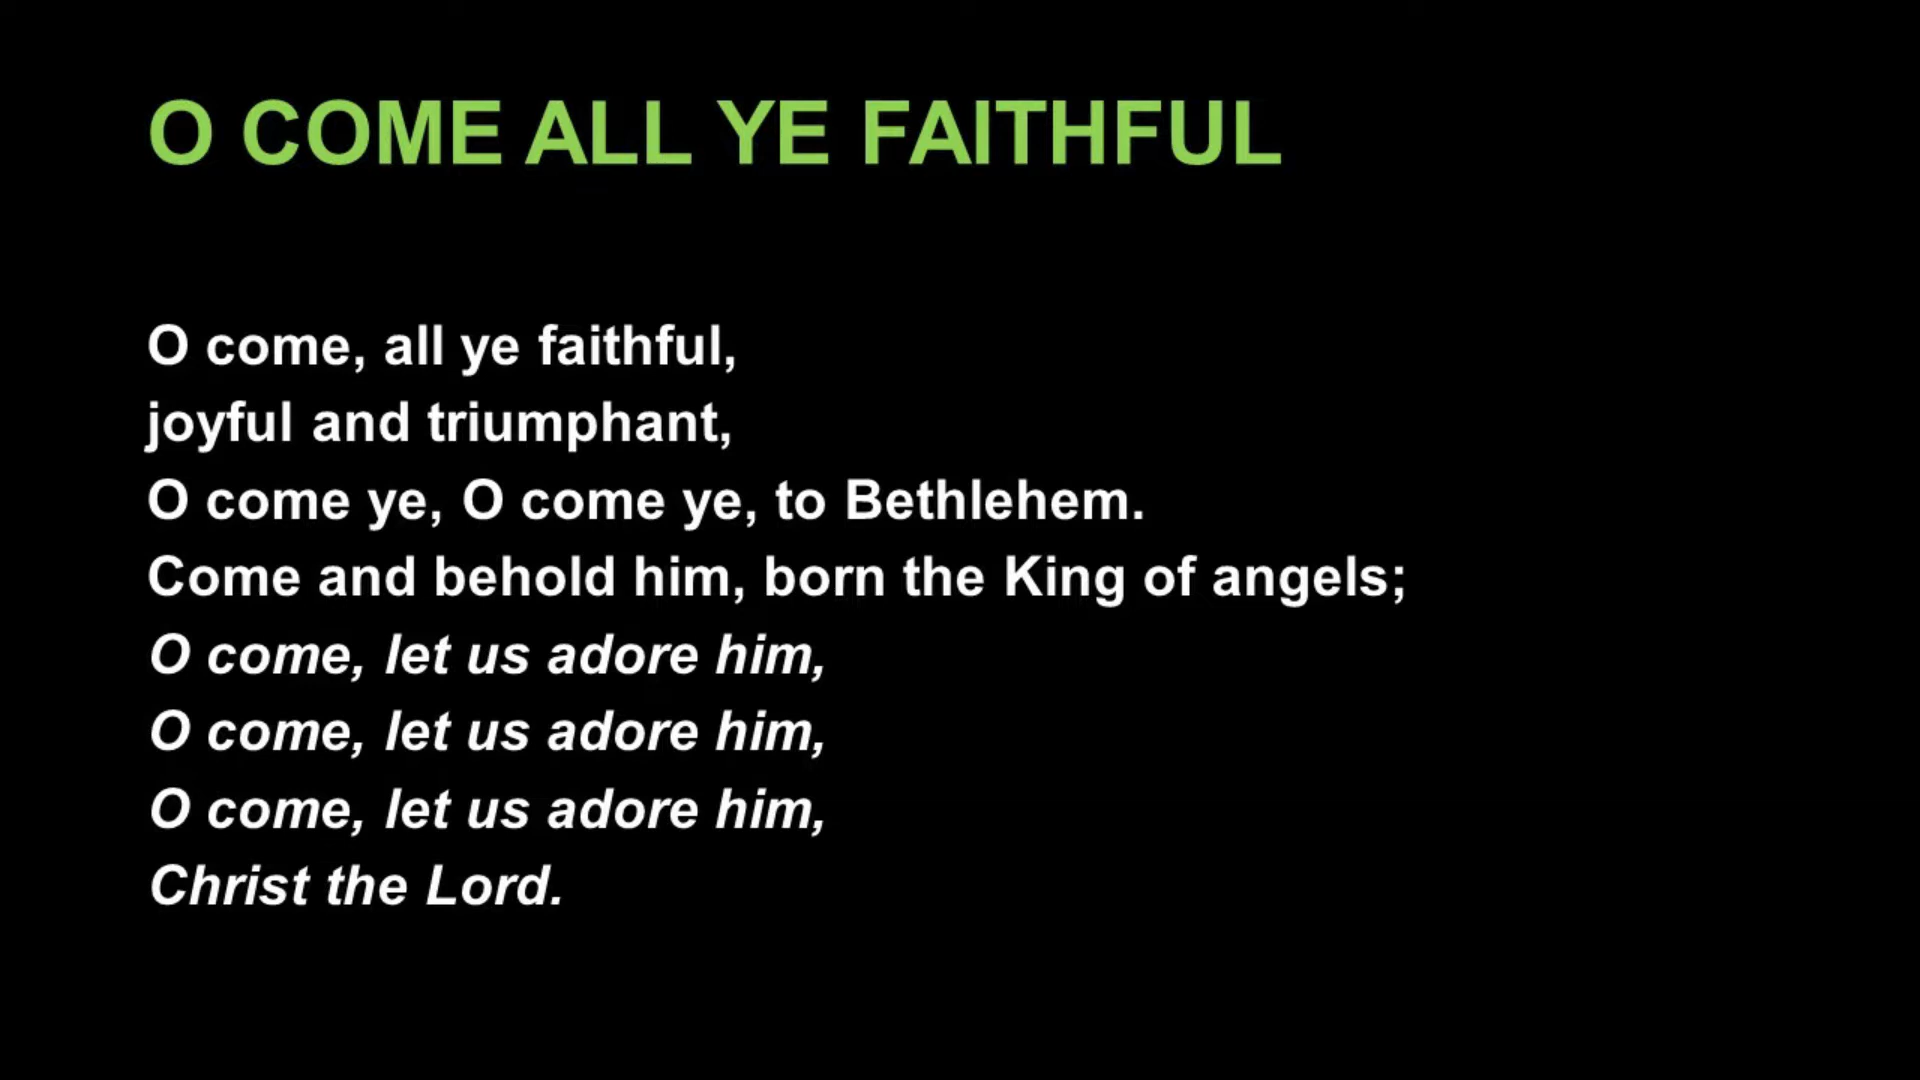 O COME ALL YE FAITHFUL
O come, all ye faithful,
joyful and triumphant,
O come ye, O come ye, to Bethlehem.
Come and behold him, born the King of angels;
O come, let us adore him,
O come, let us adore him,
O come, let us adore him,
Christ the Lord.